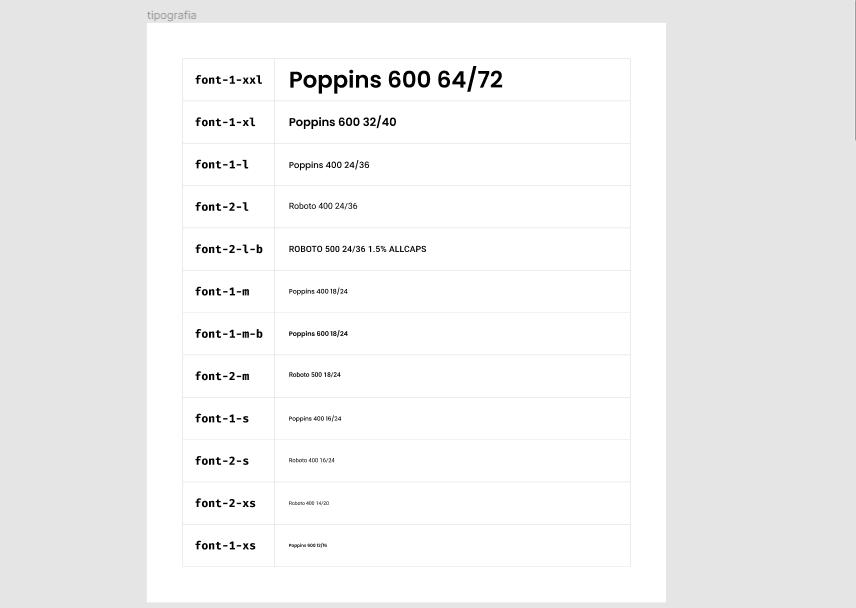 tipografia
font-1-xxl Poppins 600 64/72
font-1-xl Poppins 600 32/40
font-1-l Poppins 400 24/36
font-2-l Roboto 400 24/36
font-2-l-b ROBOTO 500 24/36 1.5% ALLCAPS
font-1-m Poppins 400 18/24
font-1-m-b Poppins 600 18/24
font-2-m Roboto 500 18/24
font-1-s Poppins 400 16/24
font-2-s Roboto 400 16/24
font-2-xs Roboto 400 14/20
font-1-xs Poppins 600 12/16